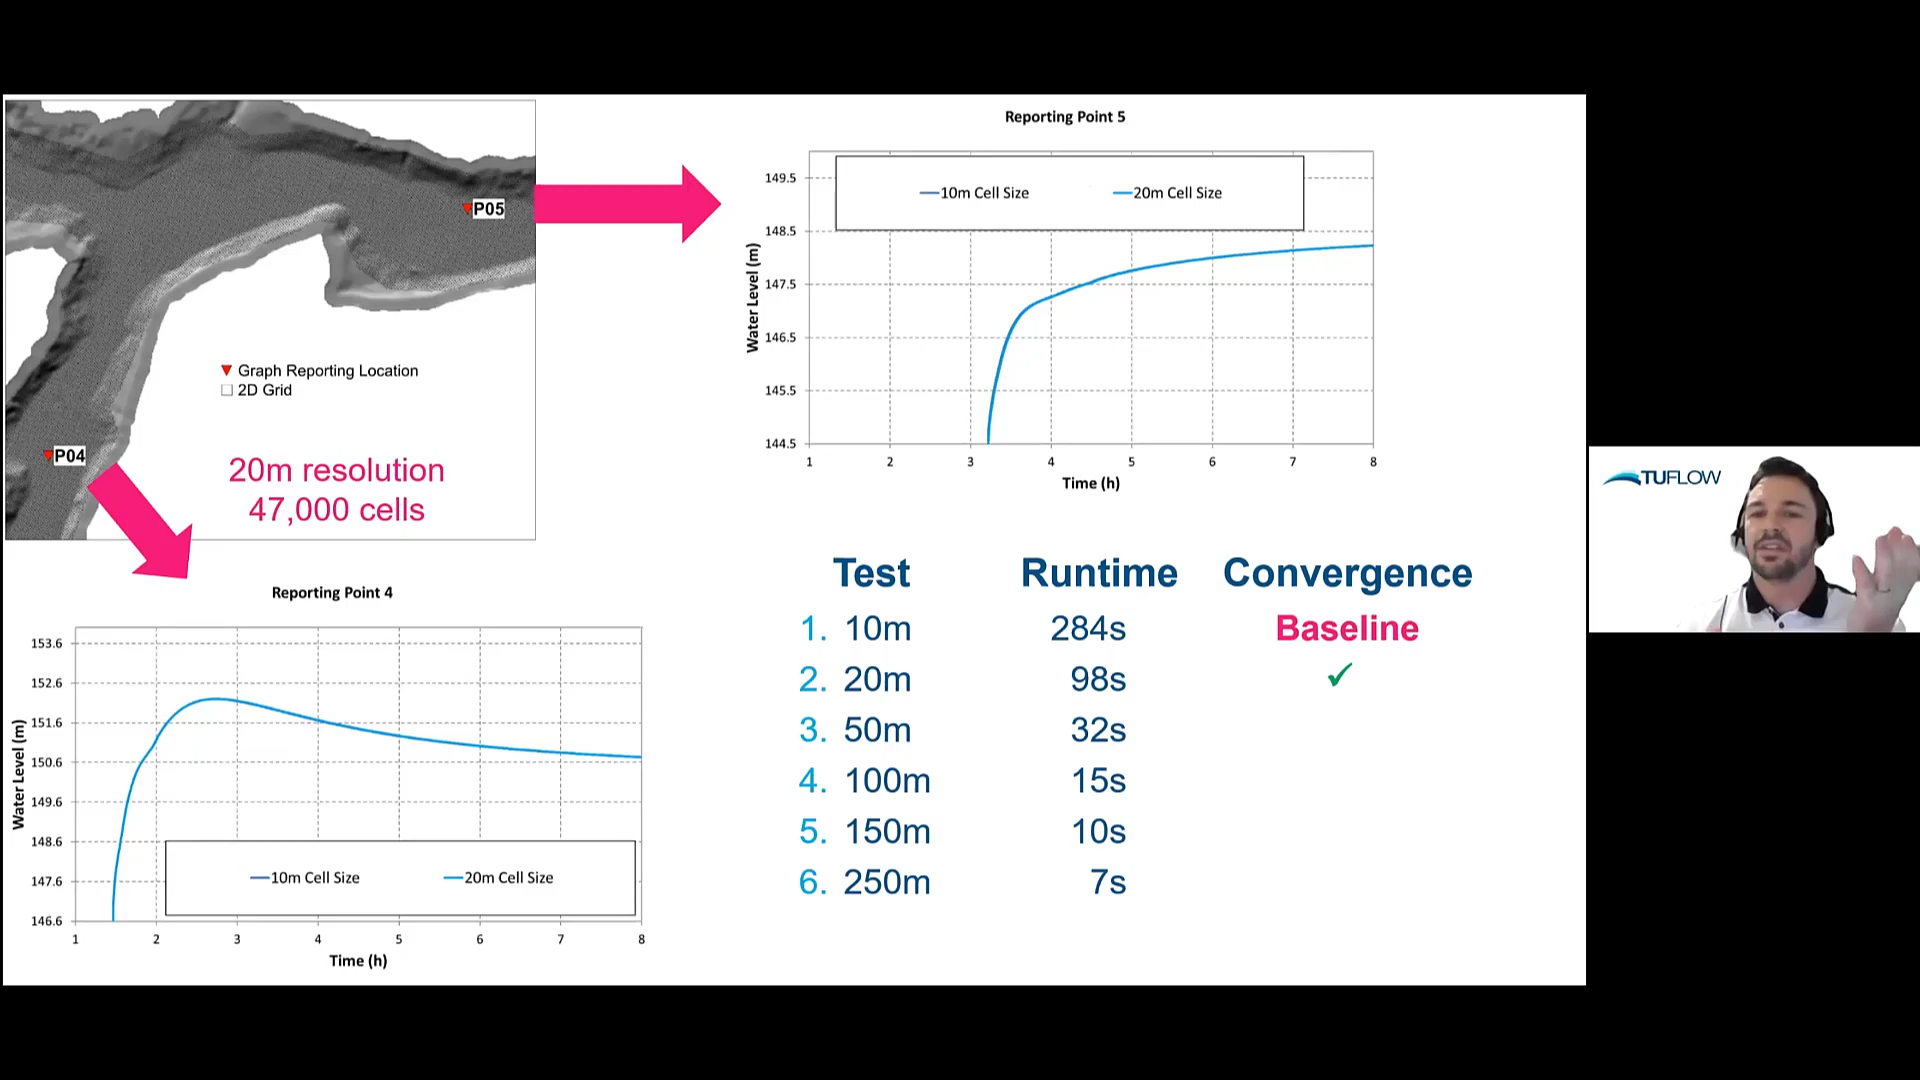 P05
Graph Reporting Location
2D Grid
P04
20m resolution
47,000 cells
Reporting Point 5
149.5
148.5
147.5
146.5
145.5
144.5
Water Level (m)
10m Cell Size 20m Cell Size
1 2 3 4 5 6 7 8
Time (h)
Reporting Point 4
153.6
152.6
151.6
150.6
149.6
148.6
147.6
146.6
Water Level (m)
10m Cell Size 20m Cell Size
1 2 3 4 5 6 7 8
Time (h)
Test Runtime Convergence
1. 10m 284s Baseline
2. 20m 98s ✓
3. 50m 32s
4. 100m 15s
5. 150m 10s
6. 250m 7s
TUFLOW